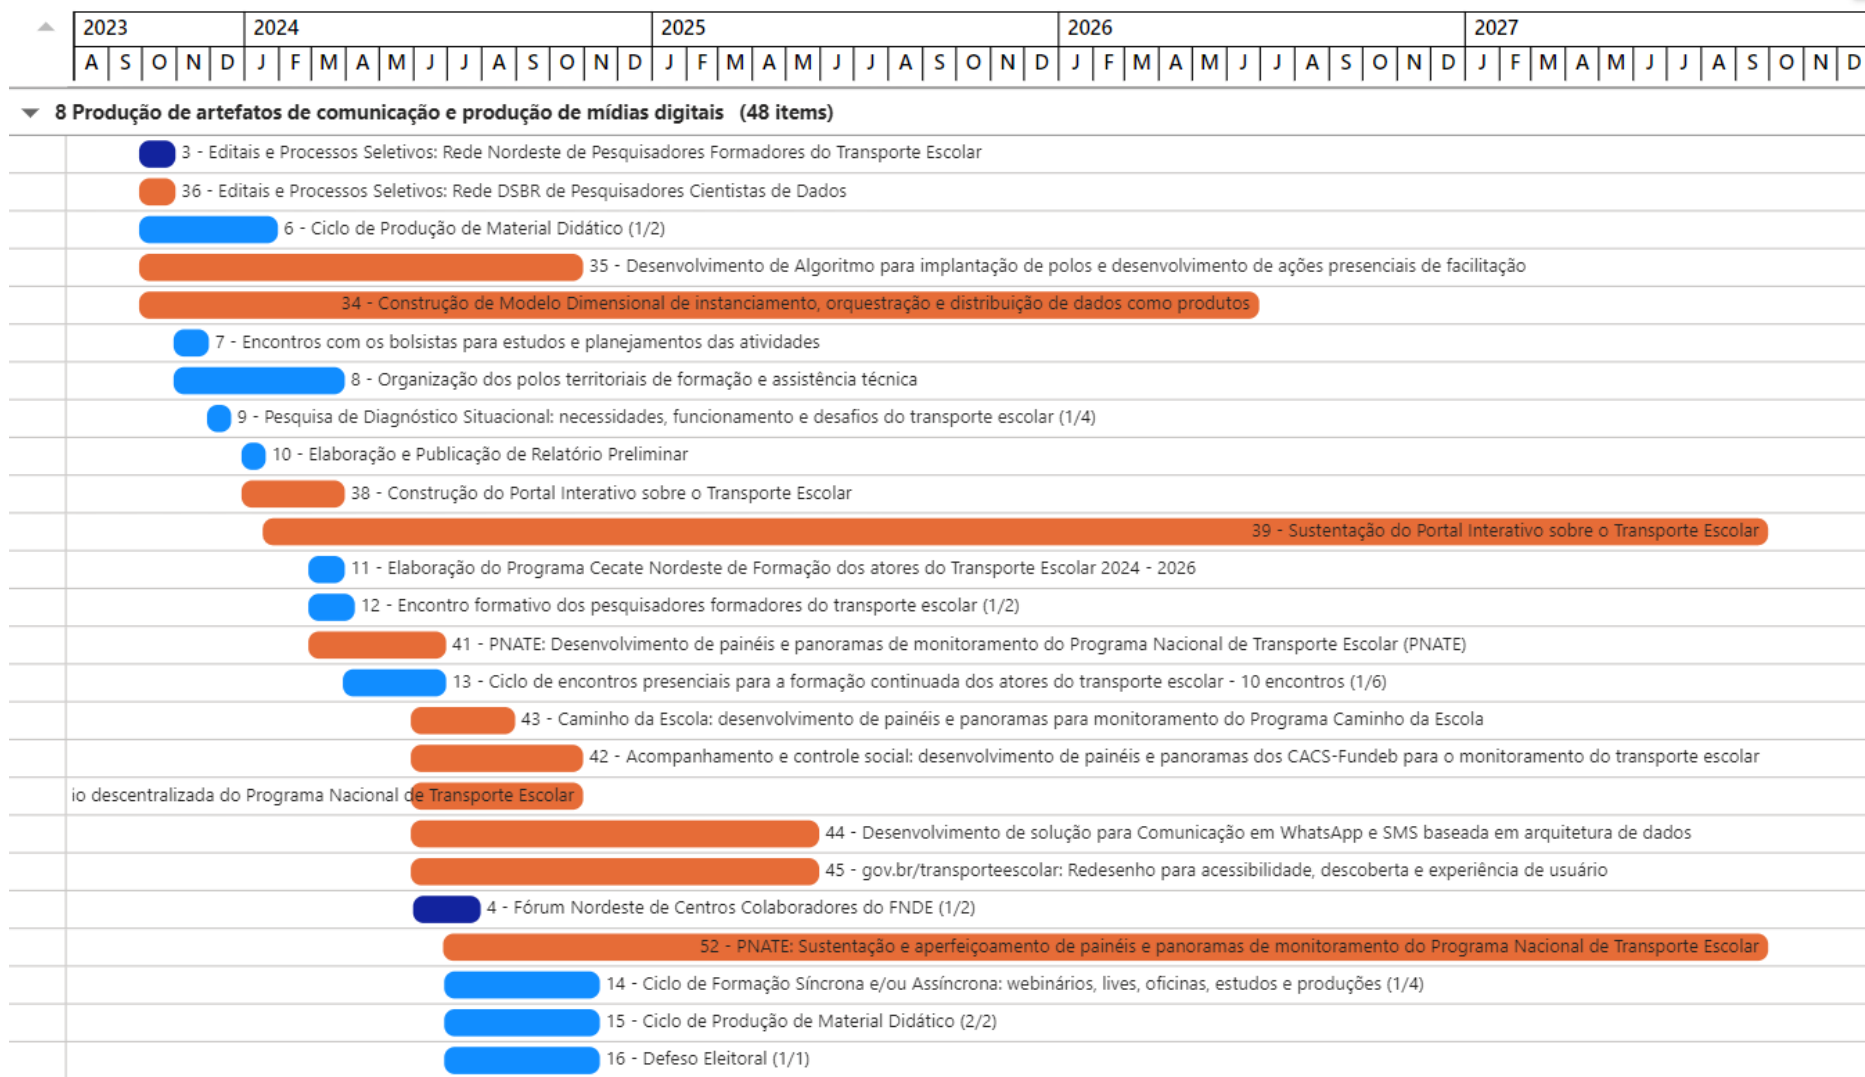 2023 2024 2025 2026 2027
A S O N D J F M A M J J A S O N D J F M A M J J A S O N D J F M A M J J A S O N D J F M A M J J A S O N D
8 Produção de artefatos de comunicação e produção de mídias digitais (48 items)
3 - Editais e Processos Seletivos: Rede Nordeste de Pesquisadores Formadores do Transporte Escolar
36 - Editais e Processos Seletivos: Rede DSBR de Pesquisadores Cientistas de Dados
6 - Ciclo de Produção de Material Didático (1/2)
35 - Desenvolvimento de Algoritmo para implantação de polos e desenvolvimento de ações presenciais de facilitação
34 - Construção de Modelo Dimensional de instanciamento, orquestração e distribuição de dados como produtos
7 - Encontros com os bolsistas para estudos e planejamentos das atividades
8 - Organização dos polos territoriais de formação e assistência técnica
9 - Pesquisa de Diagnóstico Situacional: necessidades, funcionamento e desafios do transporte escolar (1/4)
10 - Elaboração e Publicação de Relatório Preliminar
38 - Construção do Portal Interativo sobre o Transporte Escolar
39 - Sustentação do Portal Interativo sobre o Transporte Escolar
11 - Elaboração do Programa Cecate Nordeste de Formação dos atores do Transporte Escolar 2024 - 2026
12 - Encontro formativo dos pesquisadores formadores do transporte escolar (1/2)
41 - PNATE: Desenvolvimento de painéis e panoramas de monitoramento do Programa Nacional de Transporte Escolar (PNATE)
13 - Ciclo de encontros presenciais para a formação continuada dos atores do transporte escolar - 10 encontros (1/6)
43 - Caminho da Escola: desenvolvimento de painéis e panoramas para monitoramento do Programa Caminho da Escola
42 - Acompanhamento e controle social: desenvolvimento de painéis e panoramas dos CACS-Fundeb para o monitoramento do transporte escolar
io descentralizada do Programa Nacional de Transporte Escolar
44 - Desenvolvimento de solução para Comunicação em WhatsApp e SMS baseada em arquitetura de dados
45 - gov.br/transporteescolar: Redesenho para acessibilidade, descoberta e experiência de usuário
4 - Fórum Nordeste de Centros Colaboradores do FNDE (1/2)
52 - PNATE: Sustentação e aperfeiçoamento de painéis e panoramas de monitoramento do Programa Nacional de Transporte Escolar
14 - Ciclo de Formação Síncrona e/ou Assíncrona: webinários, lives, oficinas, estudos e produções (1/4)
15 - Ciclo de Produção de Material Didático (2/2)
16 - Defeso Eleitoral (1/1)